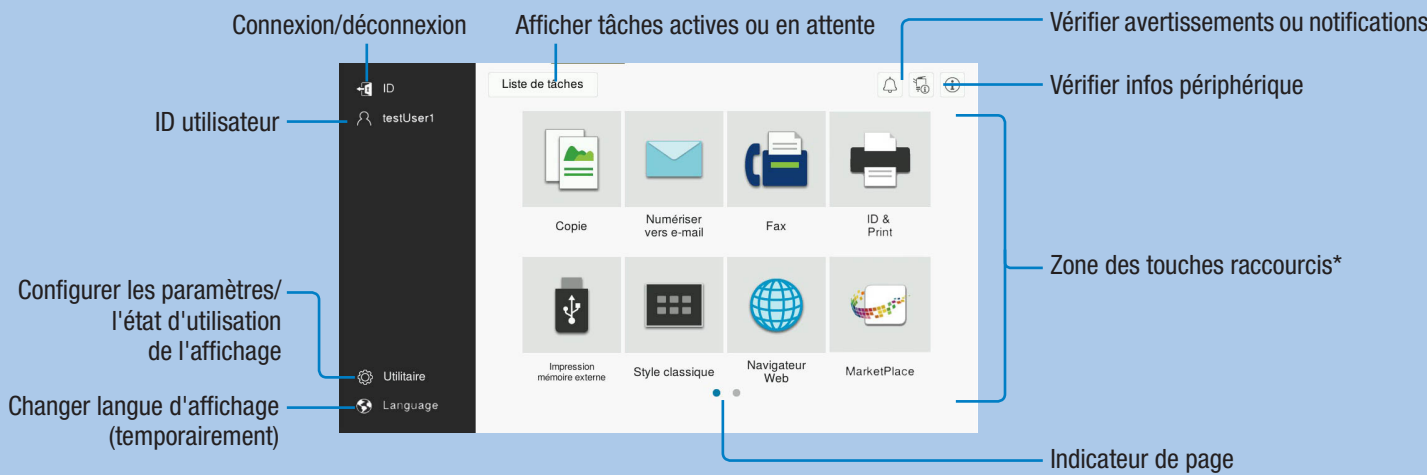 Connexion/déconnexion
Afficher tâches actives ou en attente
Vérifier avertissements ou notifications
ID
Liste de tâches
Vérifier infos périphérique
ID utilisateur
testUser1
Copie
Numériser
vers e-mail
Fax
ID &
Print
Zone des touches raccourcis*
Configurer les paramètres/
l'état d'utilisation
de l'affichage
Impression
mémoire externe
Style classique
Navigateur
Web
MarketPlace
Utilitaire
Changer langue d'affichage
(temporairement)
Language
Indicateur de page